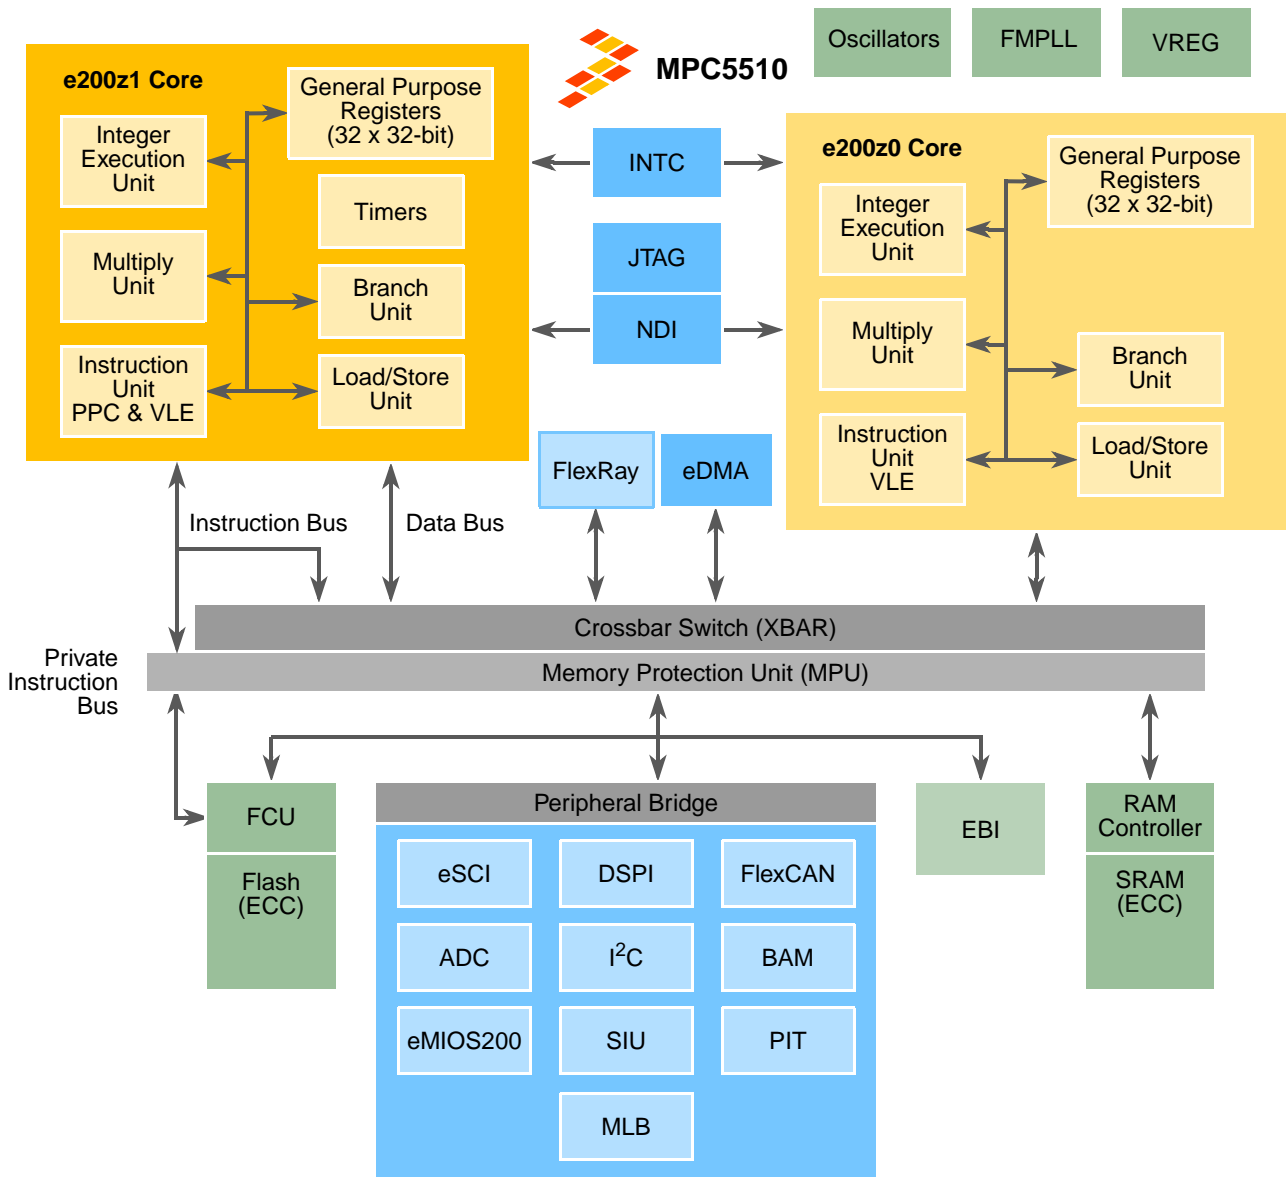 MPC5510
Oscillators
FMPLL
VREG
e200z1 Core
General Purpose
Registers
(32 x 32-bit)
Integer
Execution
Unit
Timers
Multiply
Unit
Branch
Unit
Instruction
Unit
PPC & VLE
Load/Store
Unit
INTC
JTAG
NDI
e200z0 Core
General Purpose
Registers
(32 x 32-bit)
Integer
Execution
Unit
Multiply
Unit
Branch
Unit
Instruction
Unit
VLE
Load/Store
Unit
FlexRay
eDMA
Instruction Bus
Data Bus
Crossbar Switch (XBAR)
Memory Protection Unit (MPU)
Private
Instruction
Bus
FCU
Flash
(ECC)
Peripheral Bridge
eSCI
DSPI
FlexCAN
ADC
I²C
BAM
eMIOS200
SIU
PIT
MLB
EBI
RAM
Controller
SRAM
(ECC)